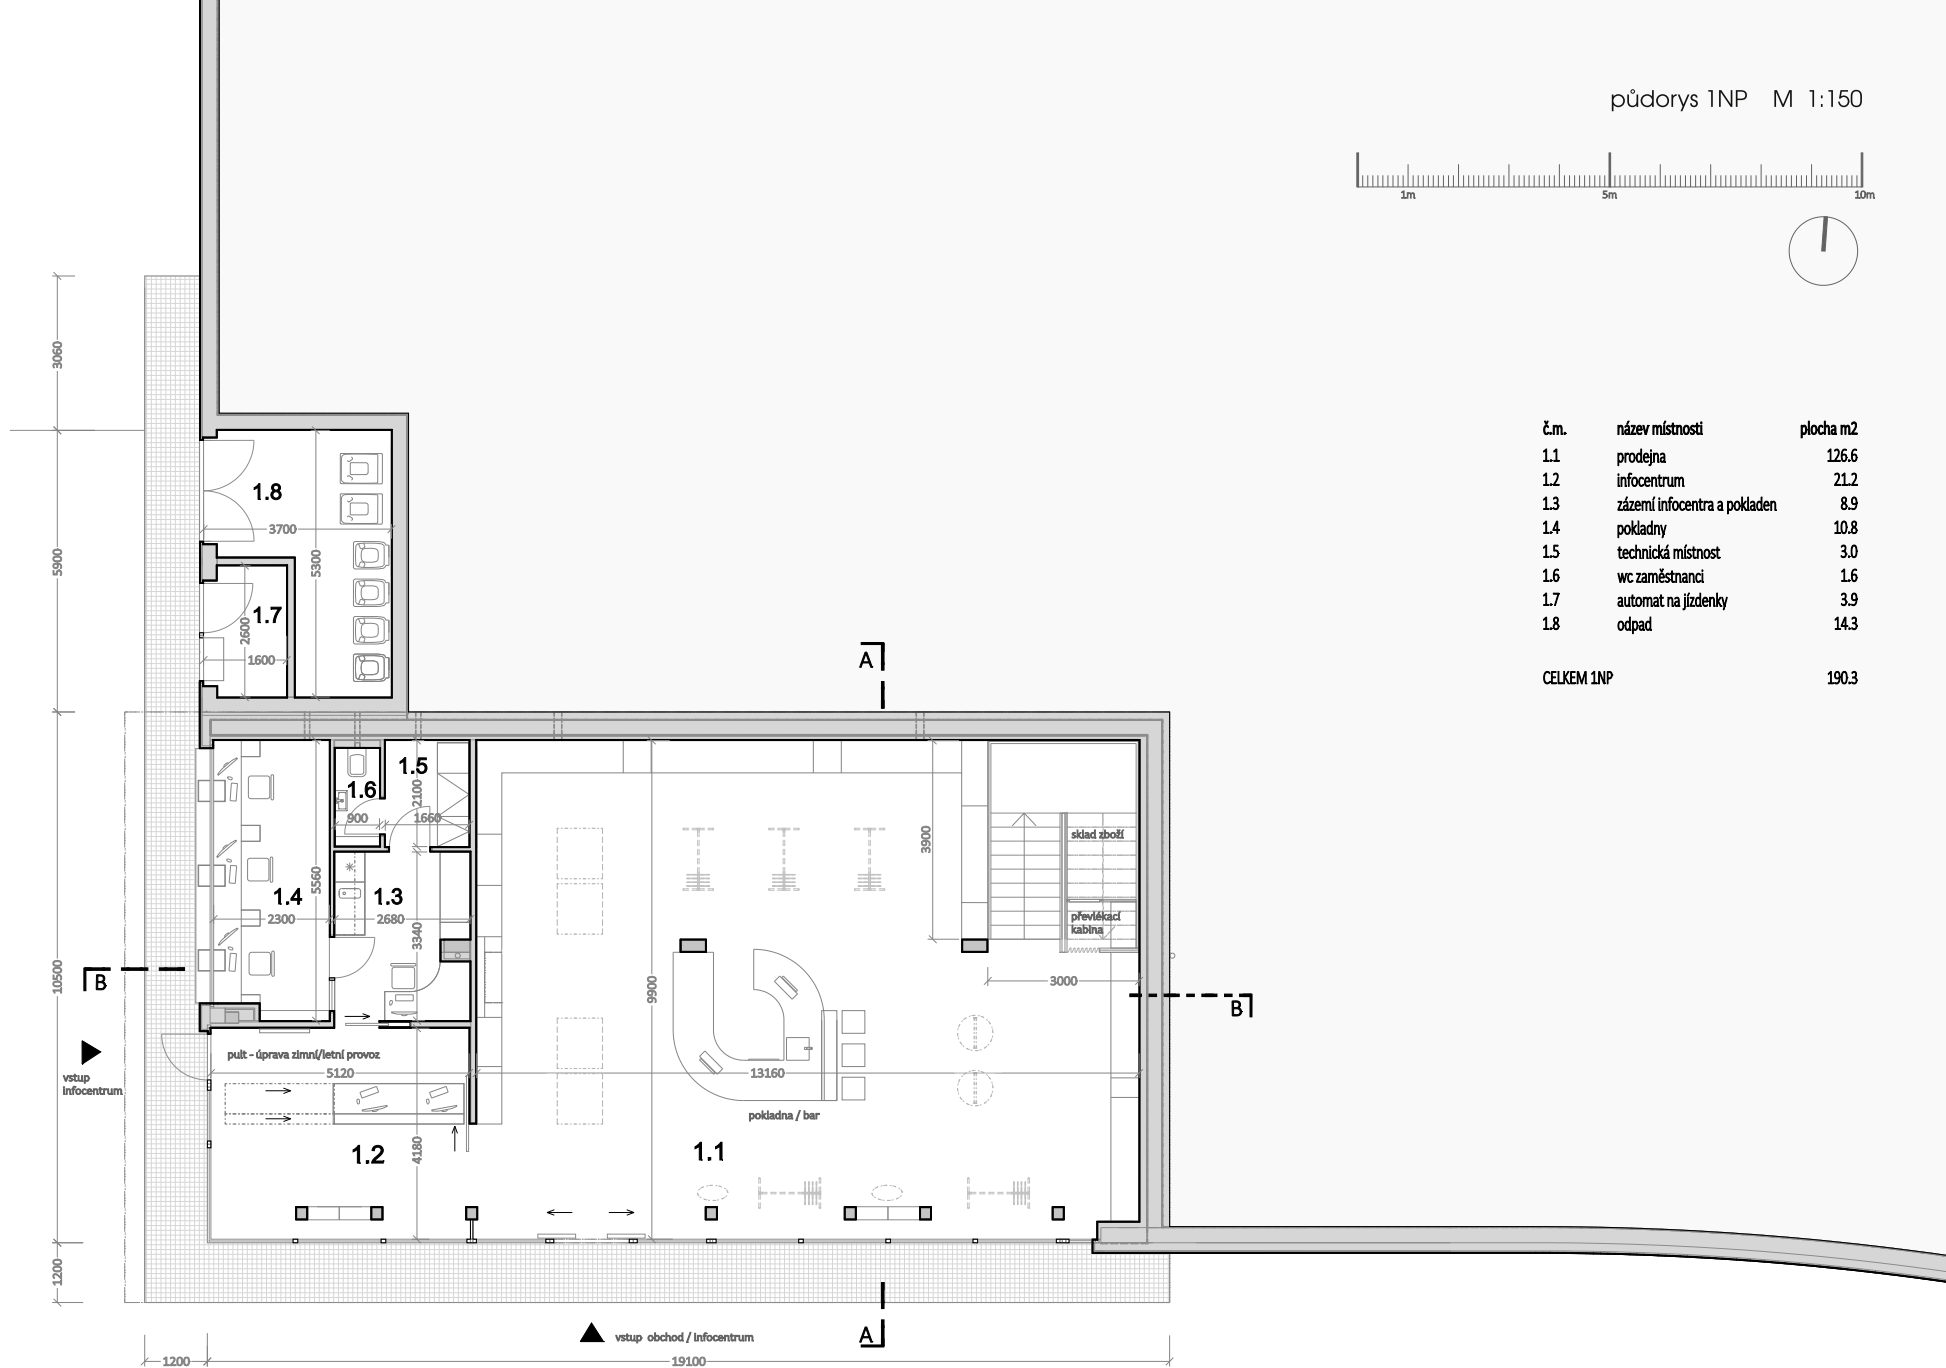 půdorys 1NP M 1:150
1m 5m 10m
č.m. název místnosti plocha m2
1.1 prodejna 126.6
1.2 infocentrum 21.2
1.3 zázemí infocentra a pokladen 8.9
1.4 pokladny 10.8
1.5 technická místnost 3.0
1.6 wc zaměstnanci 1.6
1.7 automat na jízdenky 3.9
1.8 odpad 14.3
CELKEM 1NP 190.3
3060
5900
10500
1200
1.8
3700
5300
1.7
2600
1600
A
1.5
1.6
2100
900
1660
3900
sklad zboží
5560
1.4
1.3
2300
2680
3340
převlékací
kabina
B
9900
3000
B
vstup
infocentrum
pult - úprava zimní/letní provoz
5120
13160
pokladna / bar
1.2
4180
1.1
A
vstup obchod / infocentrum
1200
19100